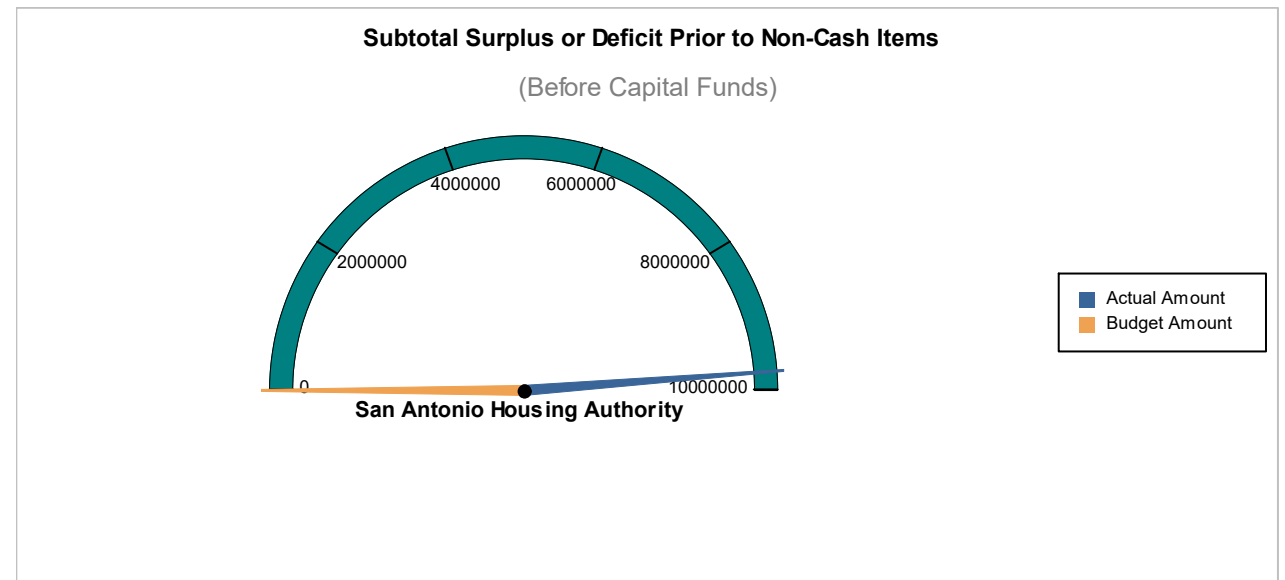 Subtotal Surplus or Deficit Prior to Non-Cash Items
(Before Capital Funds)
4000000
6000000
2000000
8000000
0
10000000
San Antonio Housing Authority
Actual Amount
Budget Amount